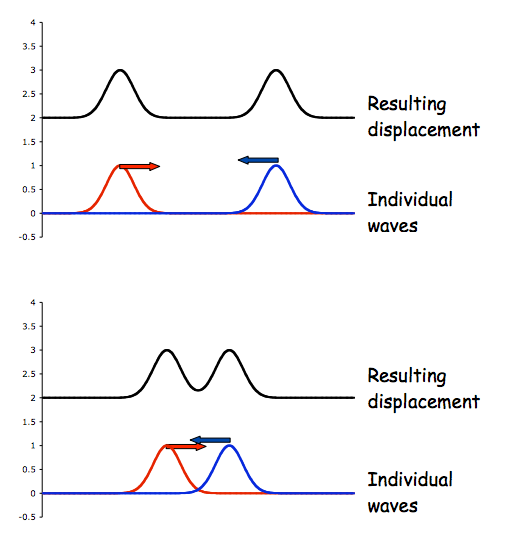 4
3.5
3
2.5
2
1.5
1
0.5
0
-0.5
Resulting
displacement
Individual
waves
4
3.5
3
2.5
2
1.5
1
0.5
0
-0.5
Resulting
displacement
Individual
waves